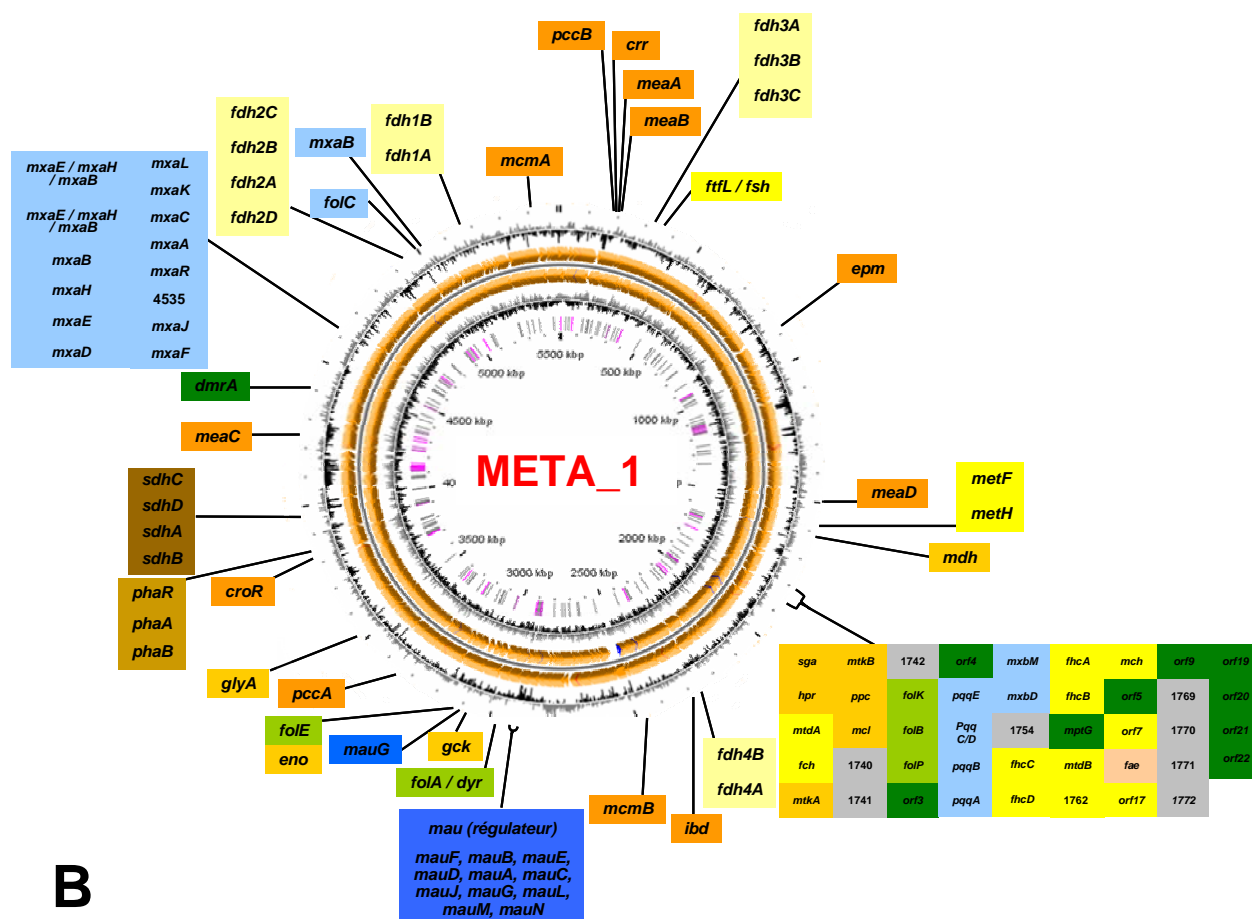 pccB
crr
meaA
meaB
fdh3A
fdh3B
fdh3C
fdh2C
fdh2B
fdh2A
fdh2D
mxaB
folC
fdh1B
fdh1A
mcmA
ftfL / fsh
mxaE / mxaH
/ mxaB
mxaE / mxaH
/ mxaB
mxaB
mxaH
mxaE
mxaD
mxaL
mxaK
mxaC
mxaA
mxaR
4535
mxaJ
mxaF
epm
dmrA
meaC
sdhC
sdhD
sdhA
sdhB
phaR
phaA
phaB
croR
glyA
pccA
folE
eno
mauG
gck
folA / dyr
mau (régulateur)
mauF, mauB, mauE,
mauD, mauA, mauC,
mauJ, mauG, mauL,
mauM, mauN
mcmB
ibd
fdh4B
fdh4A
meaD
metF
metH
mdh
5500 kbp
500
1000 kbp
2000 kbp
2500 kbp
3000 kbp
3500 kbp
40
4500 kbp
5000 kbp
p
META_1
sga mtkB 1742 orf4 mxbM fhcA mch orf9 orf19
hpr ppc folK pqqE mxbD fhcB orf5 1769 orf20
mtdA mcl folB Pqq C/D 1754 mptG orf7 1770 orf21
fch 1740 folP pqqB fhcC mtdB fae 1771 orf22
mtkA 1741 orf3 pqqA fhcD 1762 orf17 1772
B